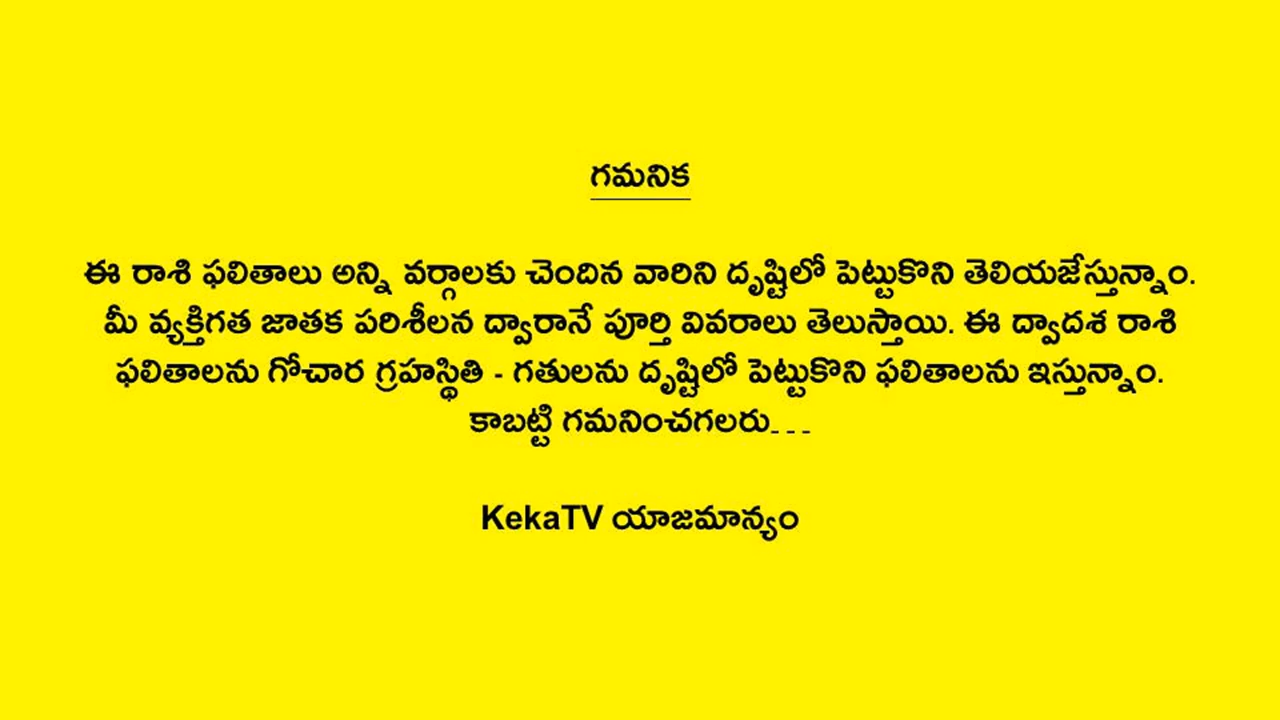 గమనిక
ఈ రాశి ఫలితాలు అన్ని వర్గాలకు చెందిన వారిని దృష్టిలో పెట్టుకొని తెలియజేస్తున్నాం.
మీ వ్యక్తిగత జాతక పరిశీలన ద్వారానే పూర్తి వివరాలు తెలుస్తాయి. ఈ ద్వాదశ రాశి
ఫలితాలను గోచార గ్రహస్థితి - గతులను దృష్టిలో పెట్టుకొని ఫలితాలను ఇస్తున్నాం.
కాబట్టి గమనించగలరు...
KekaTV యాజమాన్యం